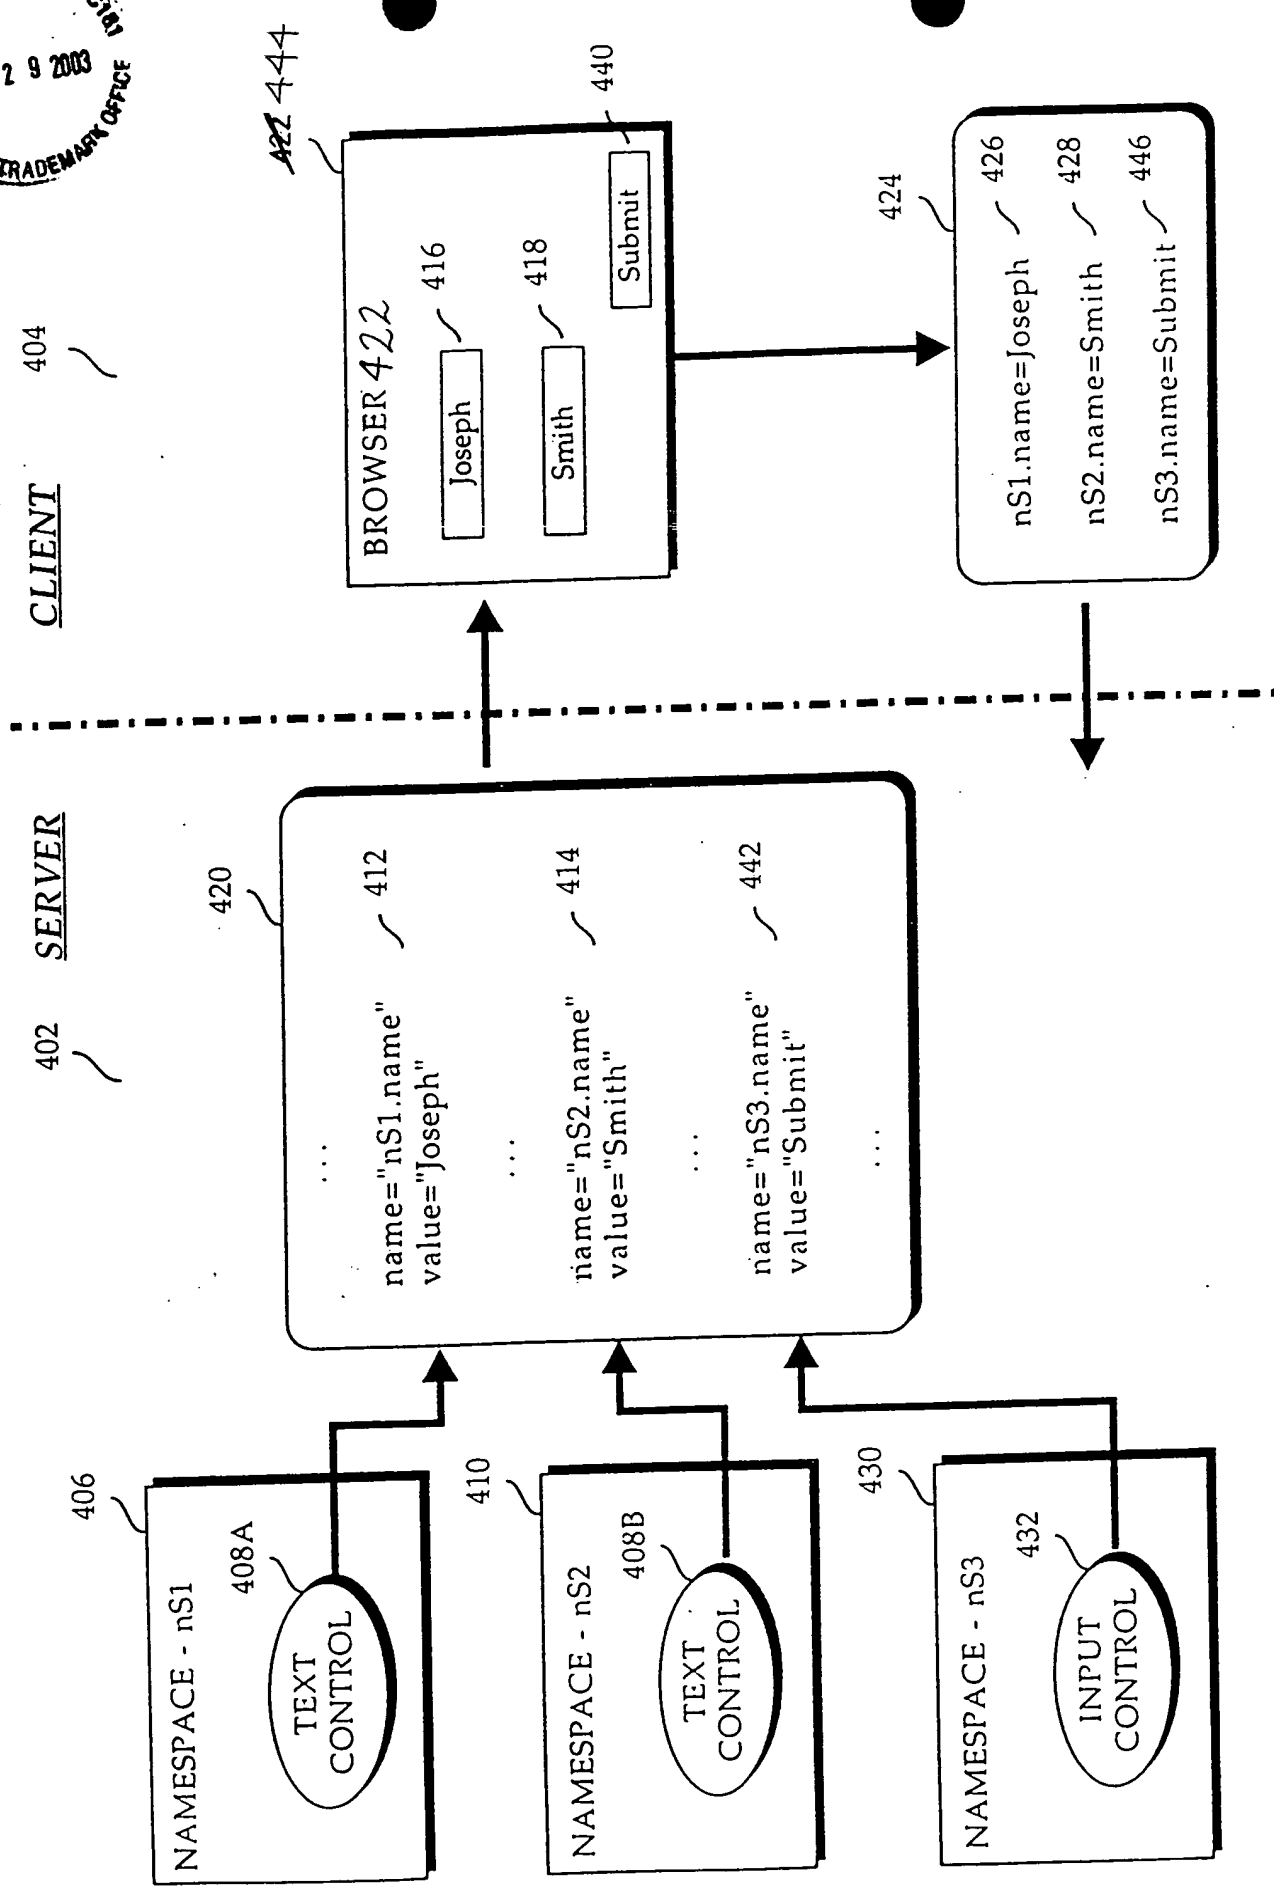 2 9 2003
TRADEMARK OFFICE
402
SERVER
CLIENT
404
406
NAMESPACE - nS1
408A
TEXT
CONTROL
410
NAMESPACE - nS2
408B
TEXT
CONTROL
430
NAMESPACE - nS3
432
INPUT
CONTROL
420
...
name="nS1.name"
value="Joseph"
412
...
name="nS2.name"
value="Smith"
414
...
name="nS3.name"
value="Submit"
442
...
422 444
BROWSER 422
Joseph
416
Smith
418
Submit
440
424
nS1.name=Joseph
426
nS2.name=Smith
428
nS3.name=Submit
446